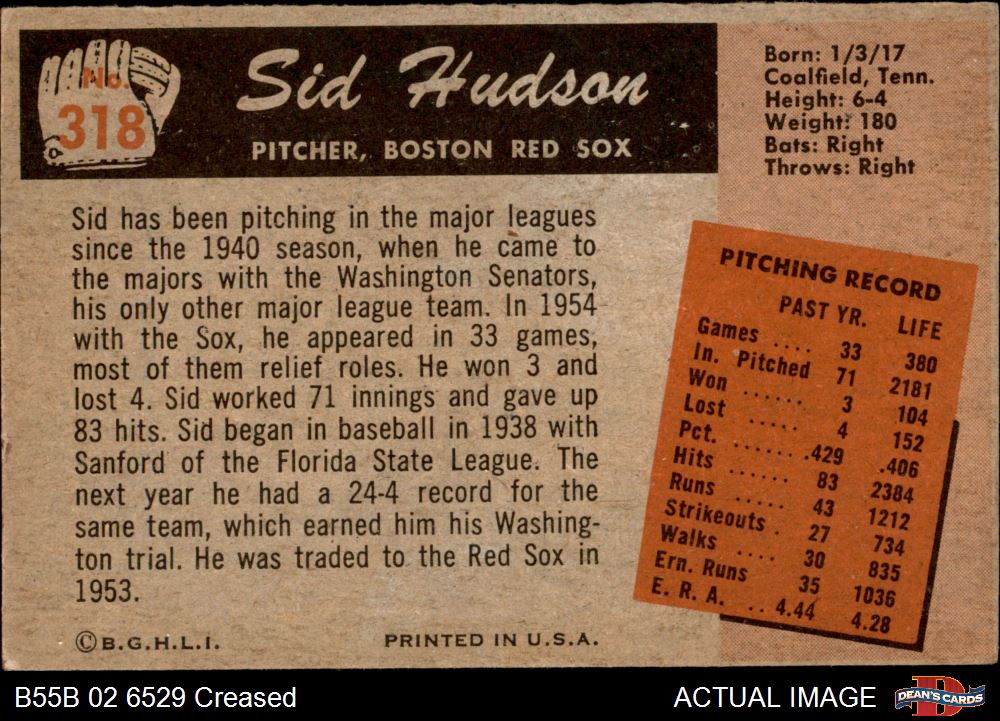 No.
318
Sid Hudson
PITCHER, BOSTON RED SOX
Born: 1/3/17
Coalfield, Tenn.
Height: 6-4
Weight: 180
Bats: Right
Throws: Right
Sid has been pitching in the major leagues
since the 1940 season, when he came to
the majors with the Washington Senators,
his only other major league team. In 1954
with the Sox, he appeared in 33 games,
most of them relief roles. He won 3 and
lost 4. Sid worked 71 innings and gave up
83 hits. Sid began in baseball in 1938 with
Sanford of the Florida State League. The
next year he had a 24-4 record for the
same team, which earned him his Washing-
ton trial. He was traded to the Red Sox in
1953.
PITCHING RECORD
PAST YR. LIFE
Games .... 33 380
In. Pitched 71 2181
Won ...... 3 104
Lost ..... 4 152
Pct. ....... .429 .406
Hits ...... 83 2384
Runs ..... 43 1212
Strikeouts . 27 734
Walks .... 30 835
Ern. Runs 35 1036
E. R. A. .. 4.44 4.28
©B.G.H.L.I. PRINTED IN U.S.A.
B55B 02 6529 Creased
ACTUAL IMAGE
D
DEAN'S CARDS